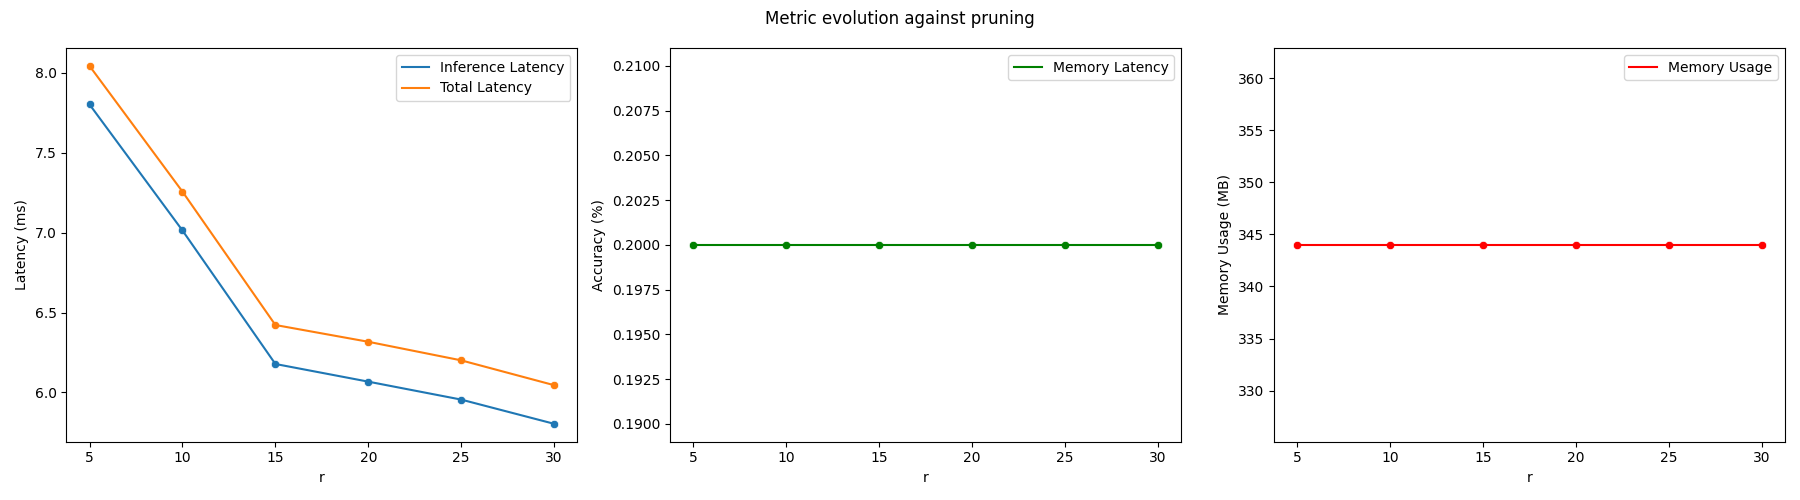 Metric evolution against pruning
Inference Latency
Total Latency
Latency (ms)
8.0
7.5
7.0
6.5
6.0
5 10 15 20 25 30
r
Memory Latency
Accuracy (%)
0.2100
0.2075
0.2050
0.2025
0.2000
0.1975
0.1950
0.1925
0.1900
5 10 15 20 25 30
r
Memory Usage
Memory Usage (MB)
360
355
350
345
340
335
330
5 10 15 20 25 30
r